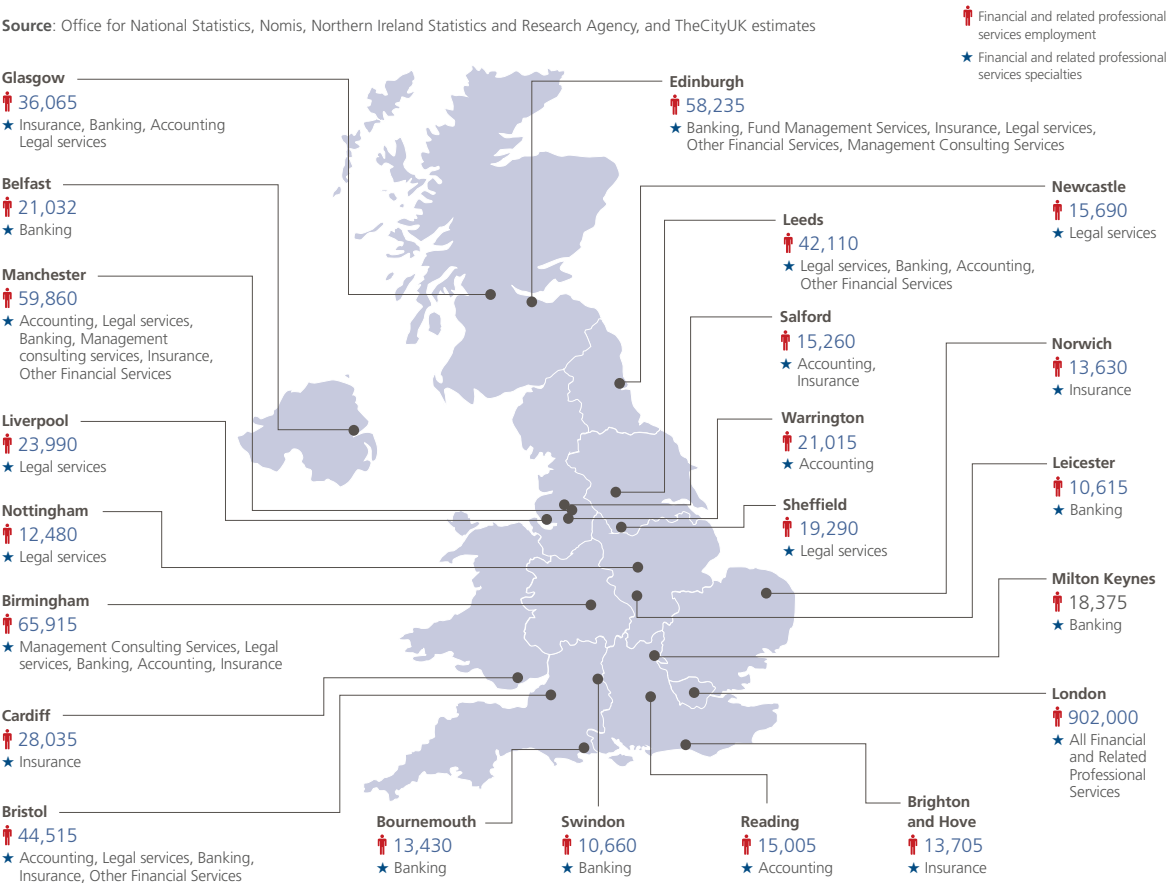 Source: Office for National Statistics, Nomis, Northern Ireland Statistics and Research Agency, and TheCityUK estimates
Financial and related professional
services employment
Financial and related professional
services specialties
Glasgow
36,065
Insurance, Banking, Accounting
Legal services
Edinburgh
58,235
Banking, Fund Management Services, Insurance, Legal services,
Other Financial Services, Management Consulting Services
Belfast
21,032
Banking
Newcastle
15,690
Legal services
Leeds
42,110
Legal services, Banking, Accounting,
Other Financial Services
Manchester
59,860
Accounting, Legal services,
Banking, Management
consulting services, Insurance,
Other Financial Services
Salford
15,260
Accounting,
Insurance
Norwich
13,630
Insurance
Liverpool
23,990
Legal services
Warrington
21,015
Accounting
Leicester
10,615
Banking
Nottingham
12,480
Legal services
Sheffield
19,290
Legal services
Milton Keynes
18,375
Banking
Birmingham
65,915
Management Consulting Services, Legal
services, Banking, Accounting, Insurance
London
902,000
All Financial
and Related
Professional
Services
Cardiff
28,035
Insurance
Bristol
44,515
Accounting, Legal services, Banking,
Insurance, Other Financial Services
Bournemouth
13,430
Banking
Swindon
10,660
Banking
Reading
15,005
Accounting
Brighton
and Hove
13,705
Insurance